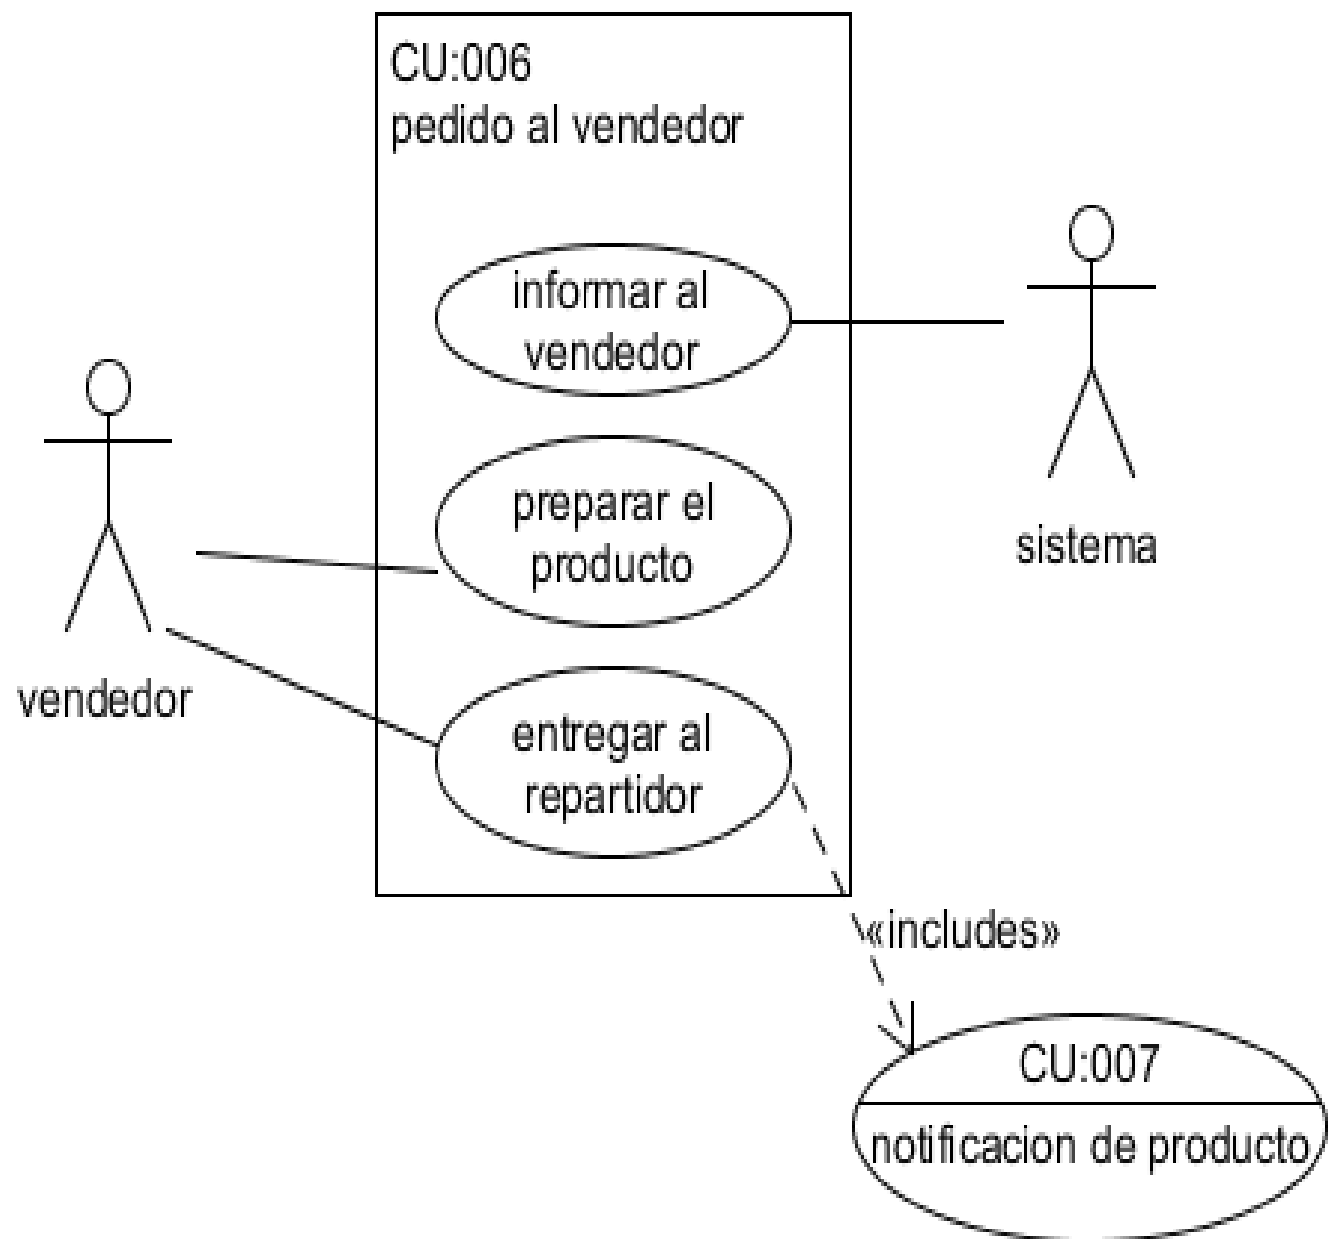 CU:006
pedido al vendedor
informar al
vendedor
sistema
preparar el
producto
vendedor
entregar al
repartidor
«includes»
CU:007
notificacion de producto